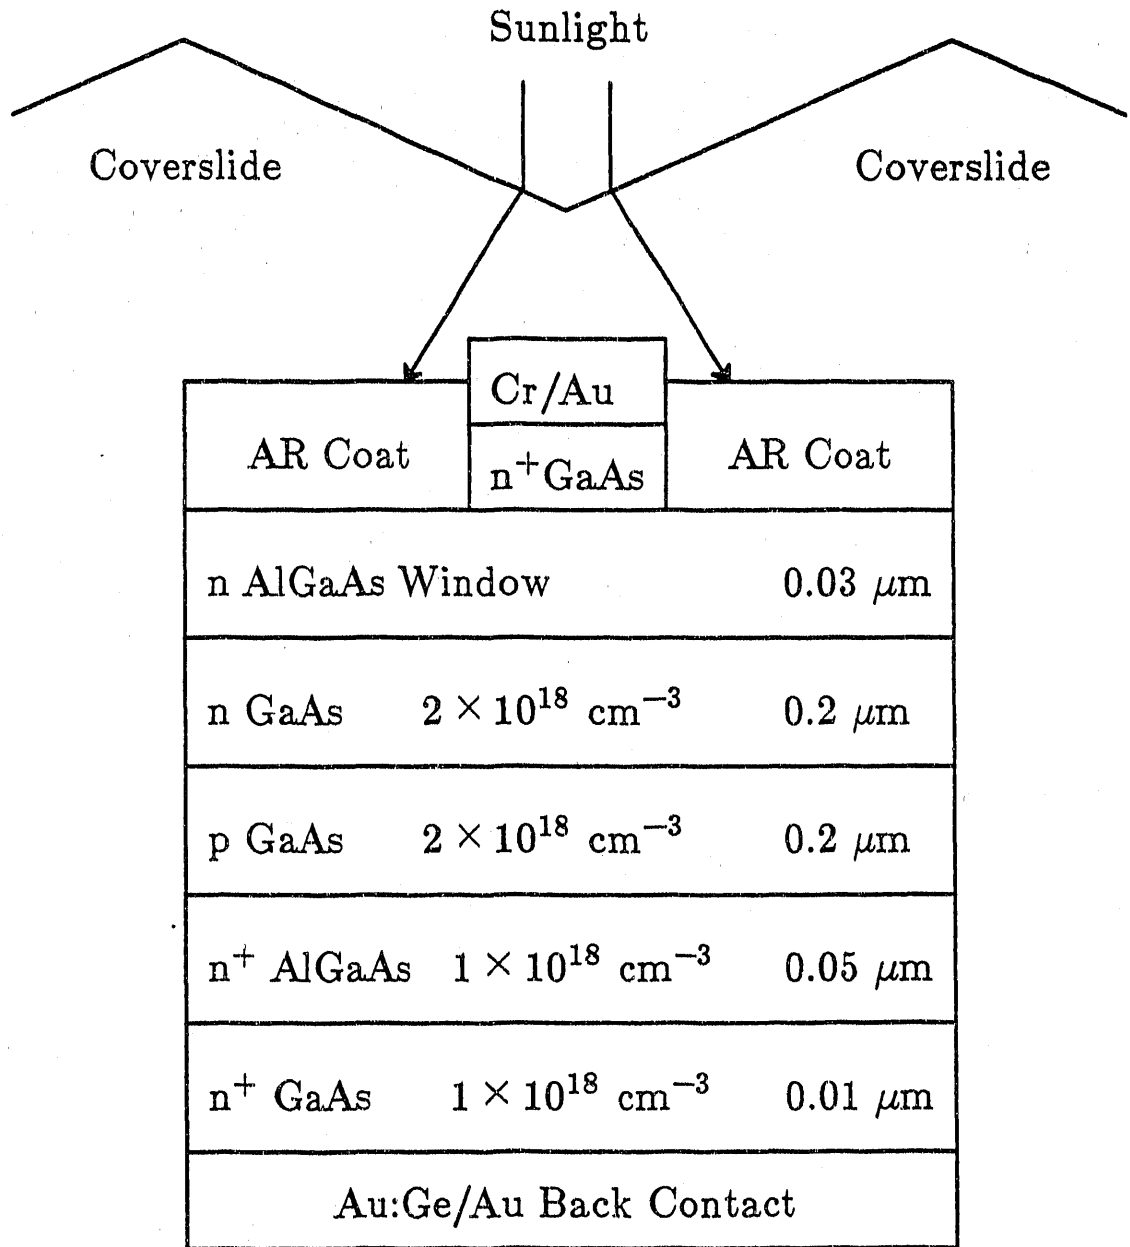 Sunlight
Coverslide Coverslide
Cr/Au
AR Coat n⁺GaAs AR Coat
n AlGaAs Window 0.03 μm
n GaAs 2 × 10¹⁸ cm⁻³ 0.2 μm
p GaAs 2 × 10¹⁸ cm⁻³ 0.2 μm
n⁺ AlGaAs 1 × 10¹⁸ cm⁻³ 0.05 μm
n⁺ GaAs 1 × 10¹⁸ cm⁻³ 0.01 μm
Au:Ge/Au Back Contact